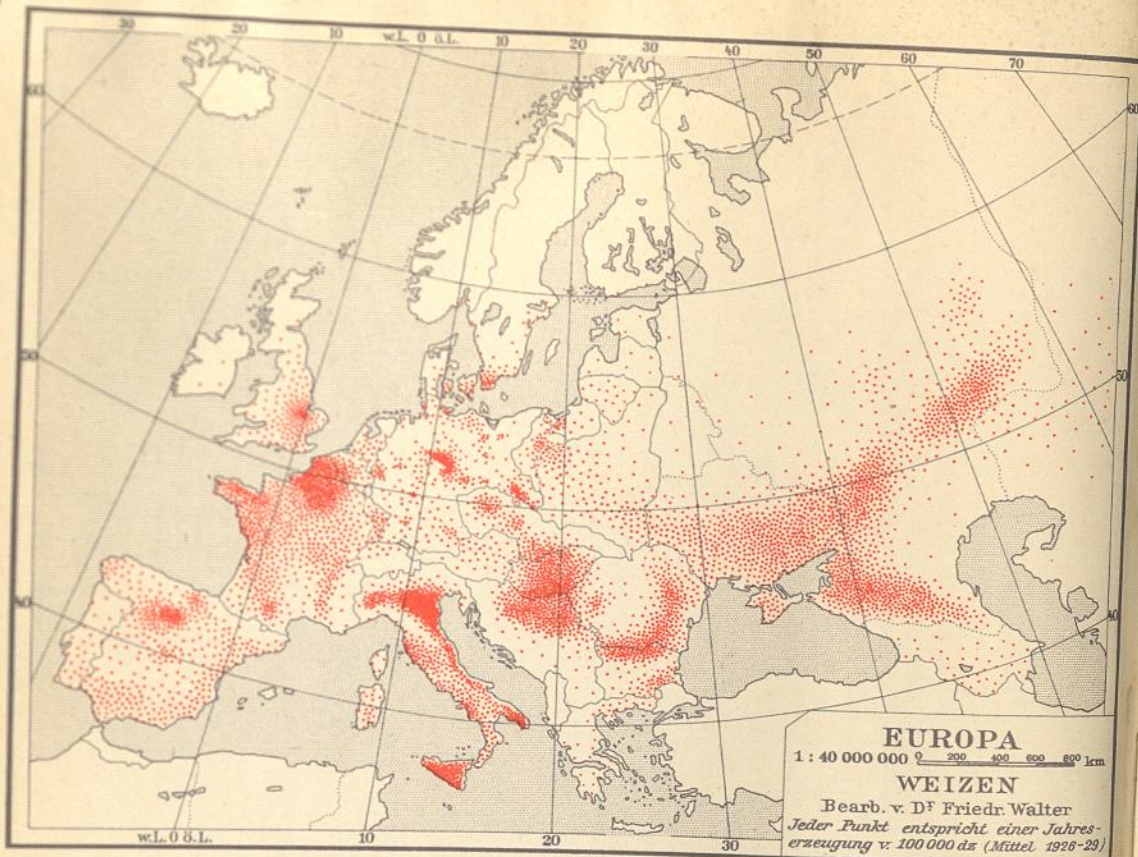 30 20 10 w.L. 0 ö.L. 10 20 30 40 50 60 70
60 60
50 50
40 40
w.L. 0 ö.L. 10 20 30
EUROPA
1 : 40 000 000 0 200 400 600 800 km
WEIZEN
Bearb. v. Dr Friedr. Walter
Jeder Punkt entspricht einer Jahres-
erzeugung v. 100 000 dz (Mittel 1926-29)